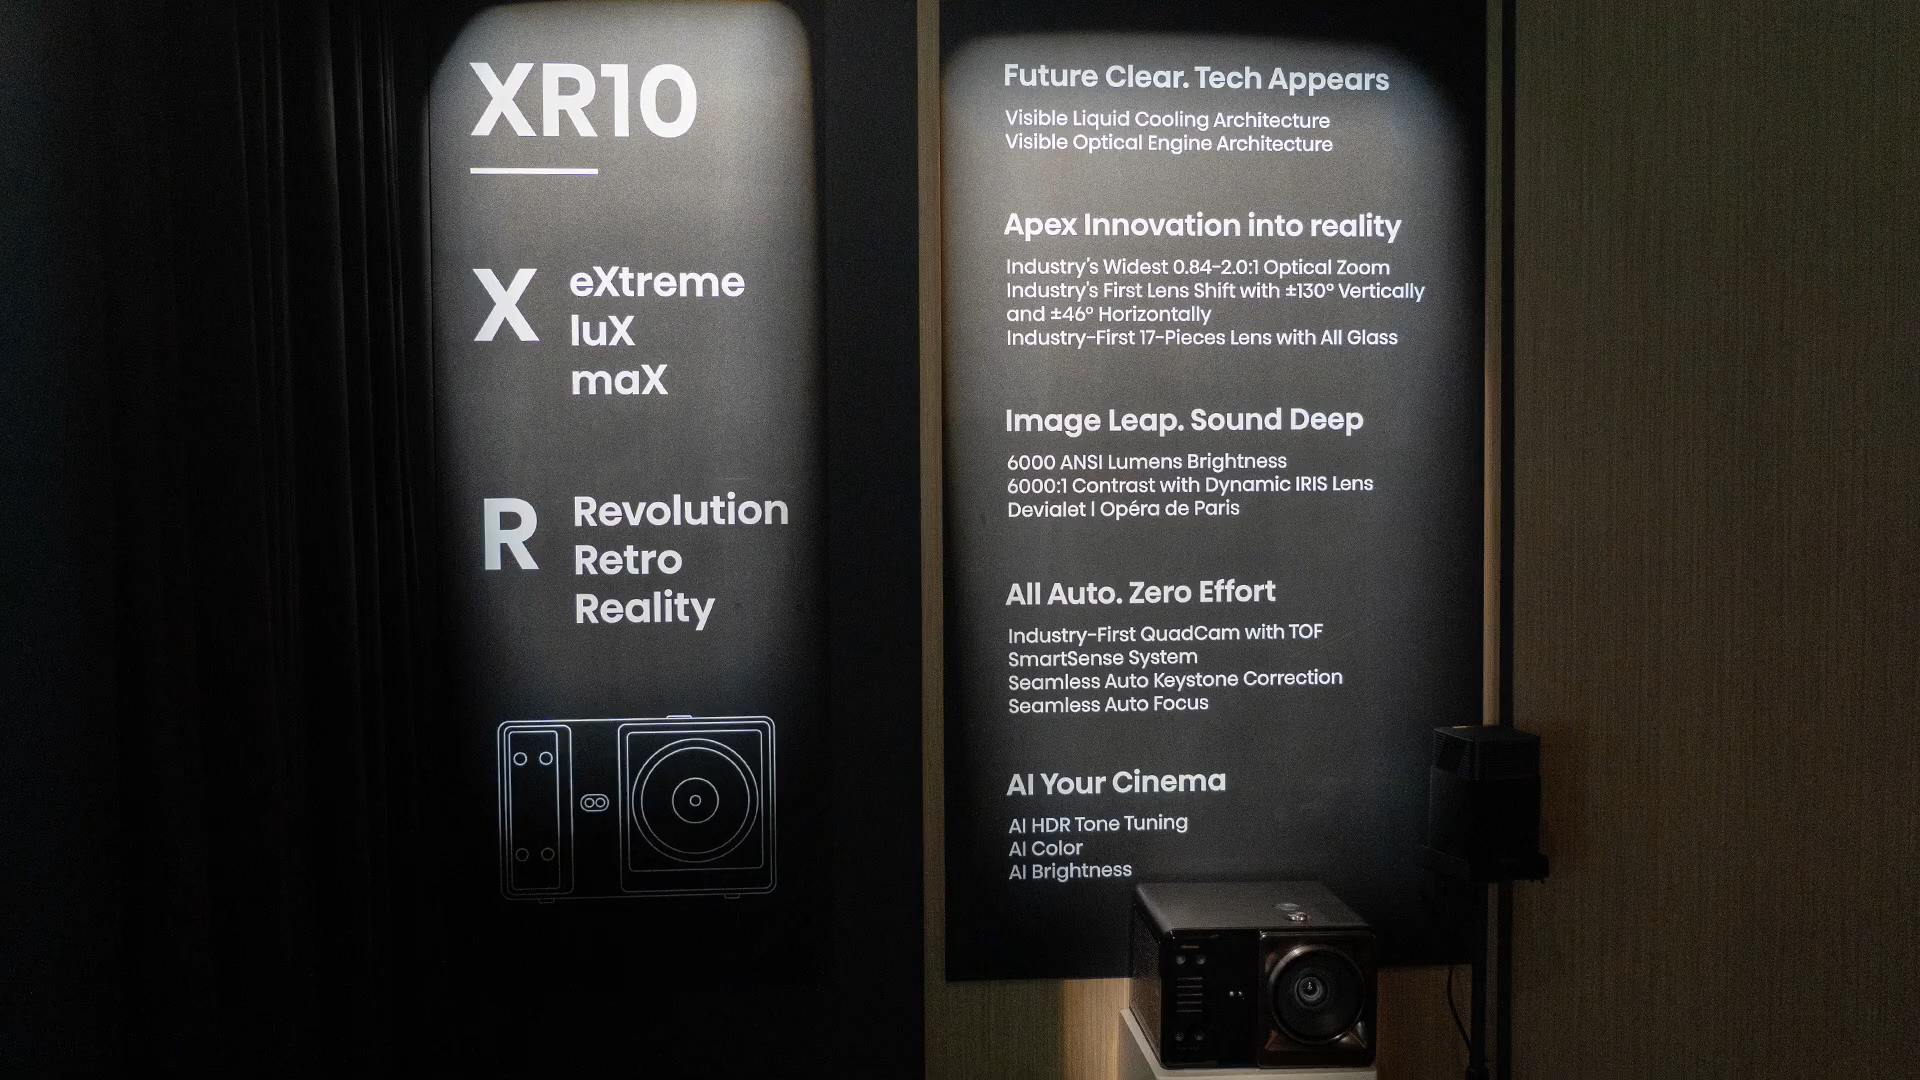 XR10
X
eXtreme
luX
maX
R
Revolution
Retro
Reality
Future Clear. Tech Appears
Visible Liquid Cooling Architecture
Visible Optical Engine Architecture
Apex Innovation into reality
Industry's Widest 0.84-2.0:1 Optical Zoom
Industry's First Lens Shift with ±130° Vertically
and ±46° Horizontally
Industry-First 17-Pieces Lens with All Glass
Image Leap. Sound Deep
6000 ANSI Lumens Brightness
6000:1 Contrast with Dynamic IRIS Lens
Devialet | Opéra de Paris
All Auto. Zero Effort
Industry-First QuadCam with TOF
SmartSense System
Seamless Auto Keystone Correction
Seamless Auto Focus
AI Your Cinema
AI HDR Tone Tuning
AI Color
AI Brightness